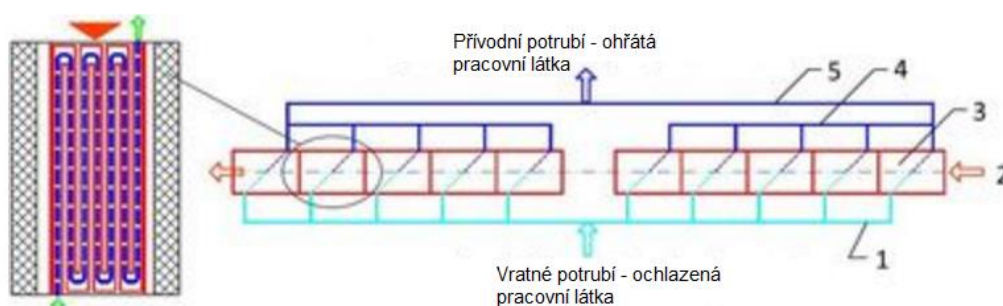 Přívodní potrubí - ohřátá
pracovní látka
5
4
3
2
1
Vratné potrubí - ochlazená
pracovní látka